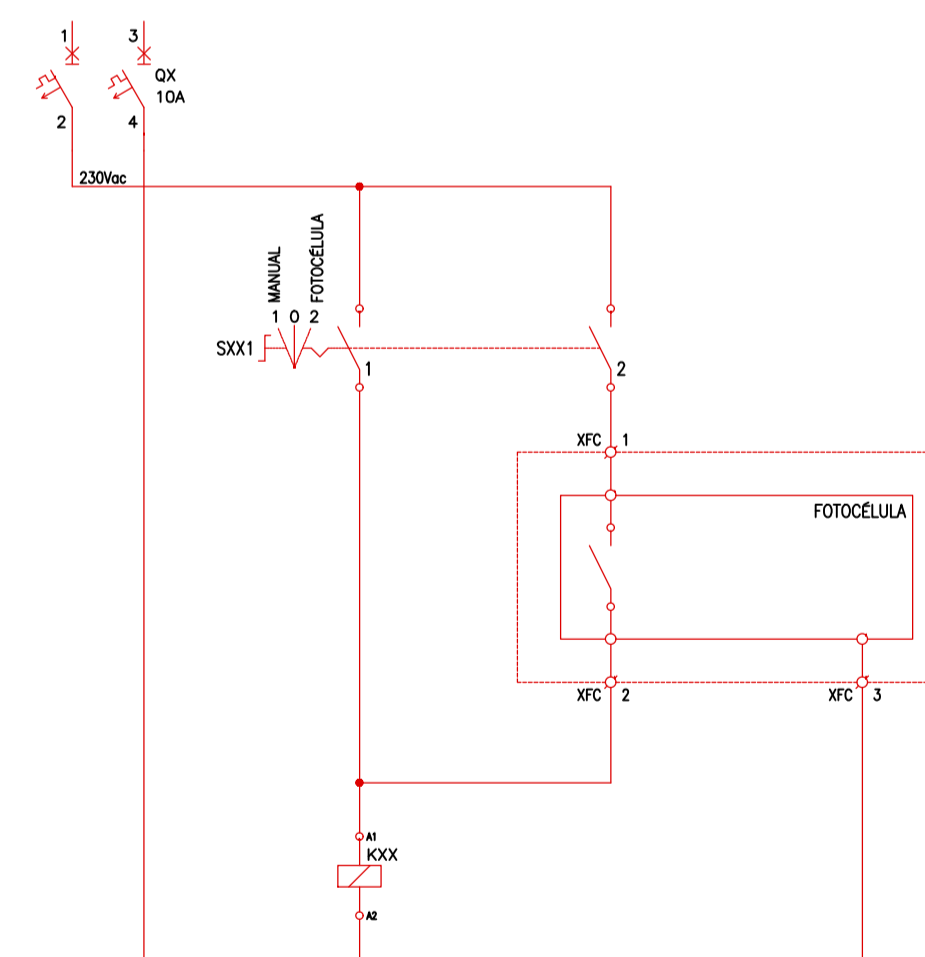 1
3
QX
10A
2
4
230Vac
MANUAL
FOTOCÉLULA
1 0 2
SXX1
1
2
XFC 1
FOTOCÉLULA
XFC 2
XFC 3
A1
KXX
A2